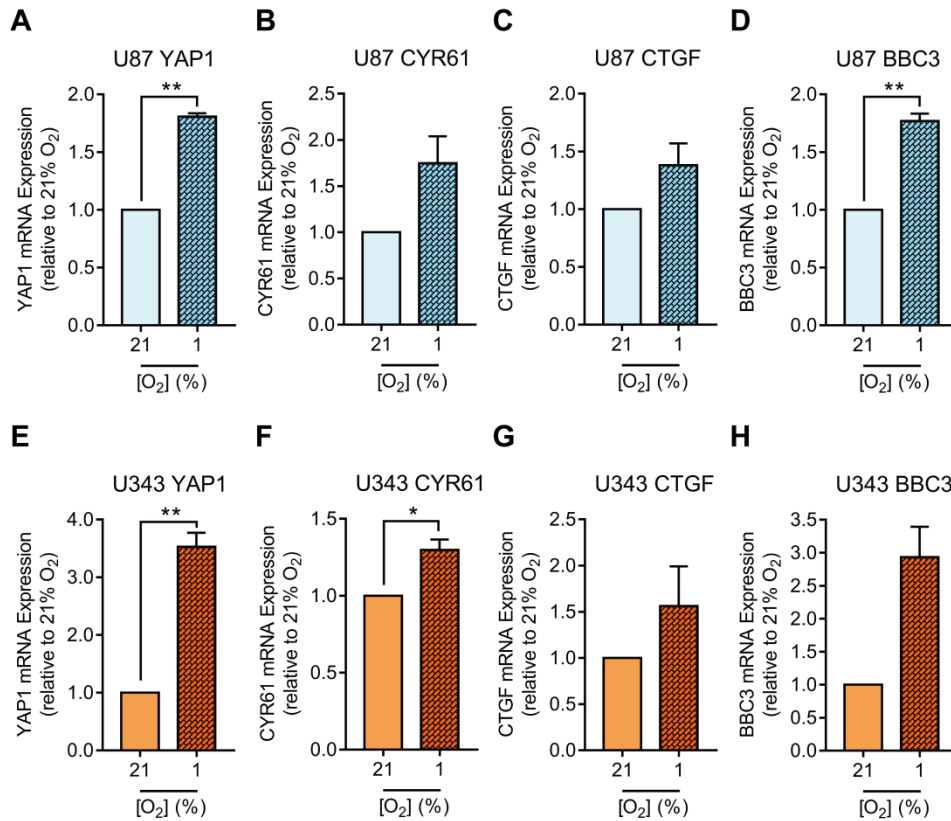 A
U87 YAP1
YAP1 mRNA Expression
(relative to 21% O₂)
2.0
1.5
1.0
0.5
0.0
**
21
1
[O₂] (%)
B
U87 CYR61
CYR61 mRNA Expression
(relative to 21% O₂)
2.5
2.0
1.5
1.0
0.5
0.0
21
1
[O₂] (%)
C
U87 CTGF
CTGF mRNA Expression
(relative to 21% O₂)
2.0
1.5
1.0
0.5
0.0
21
1
[O₂] (%)
D
U87 BBC3
BBC3 mRNA Expression
(relative to 21% O₂)
2.0
1.5
1.0
0.5
0.0
**
21
1
[O₂] (%)
E
U343 YAP1
YAP1 mRNA Expression
(relative to 21% O₂)
4.0
3.0
2.0
1.0
0.0
**
21
1
[O₂] (%)
F
U343 CYR61
CYR61 mRNA Expression
(relative to 21% O₂)
1.5
1.0
0.5
0.0
*
21
1
[O₂] (%)
G
U343 CTGF
CTGF mRNA Expression
(relative to 21% O₂)
2.5
2.0
1.5
1.0
0.5
0.0
21
1
[O₂] (%)
H
U343 BBC3
BBC3 mRNA Expression
(relative to 21% O₂)
3.5
3.0
2.5
2.0
1.5
1.0
0.5
0.0
21
1
[O₂] (%)